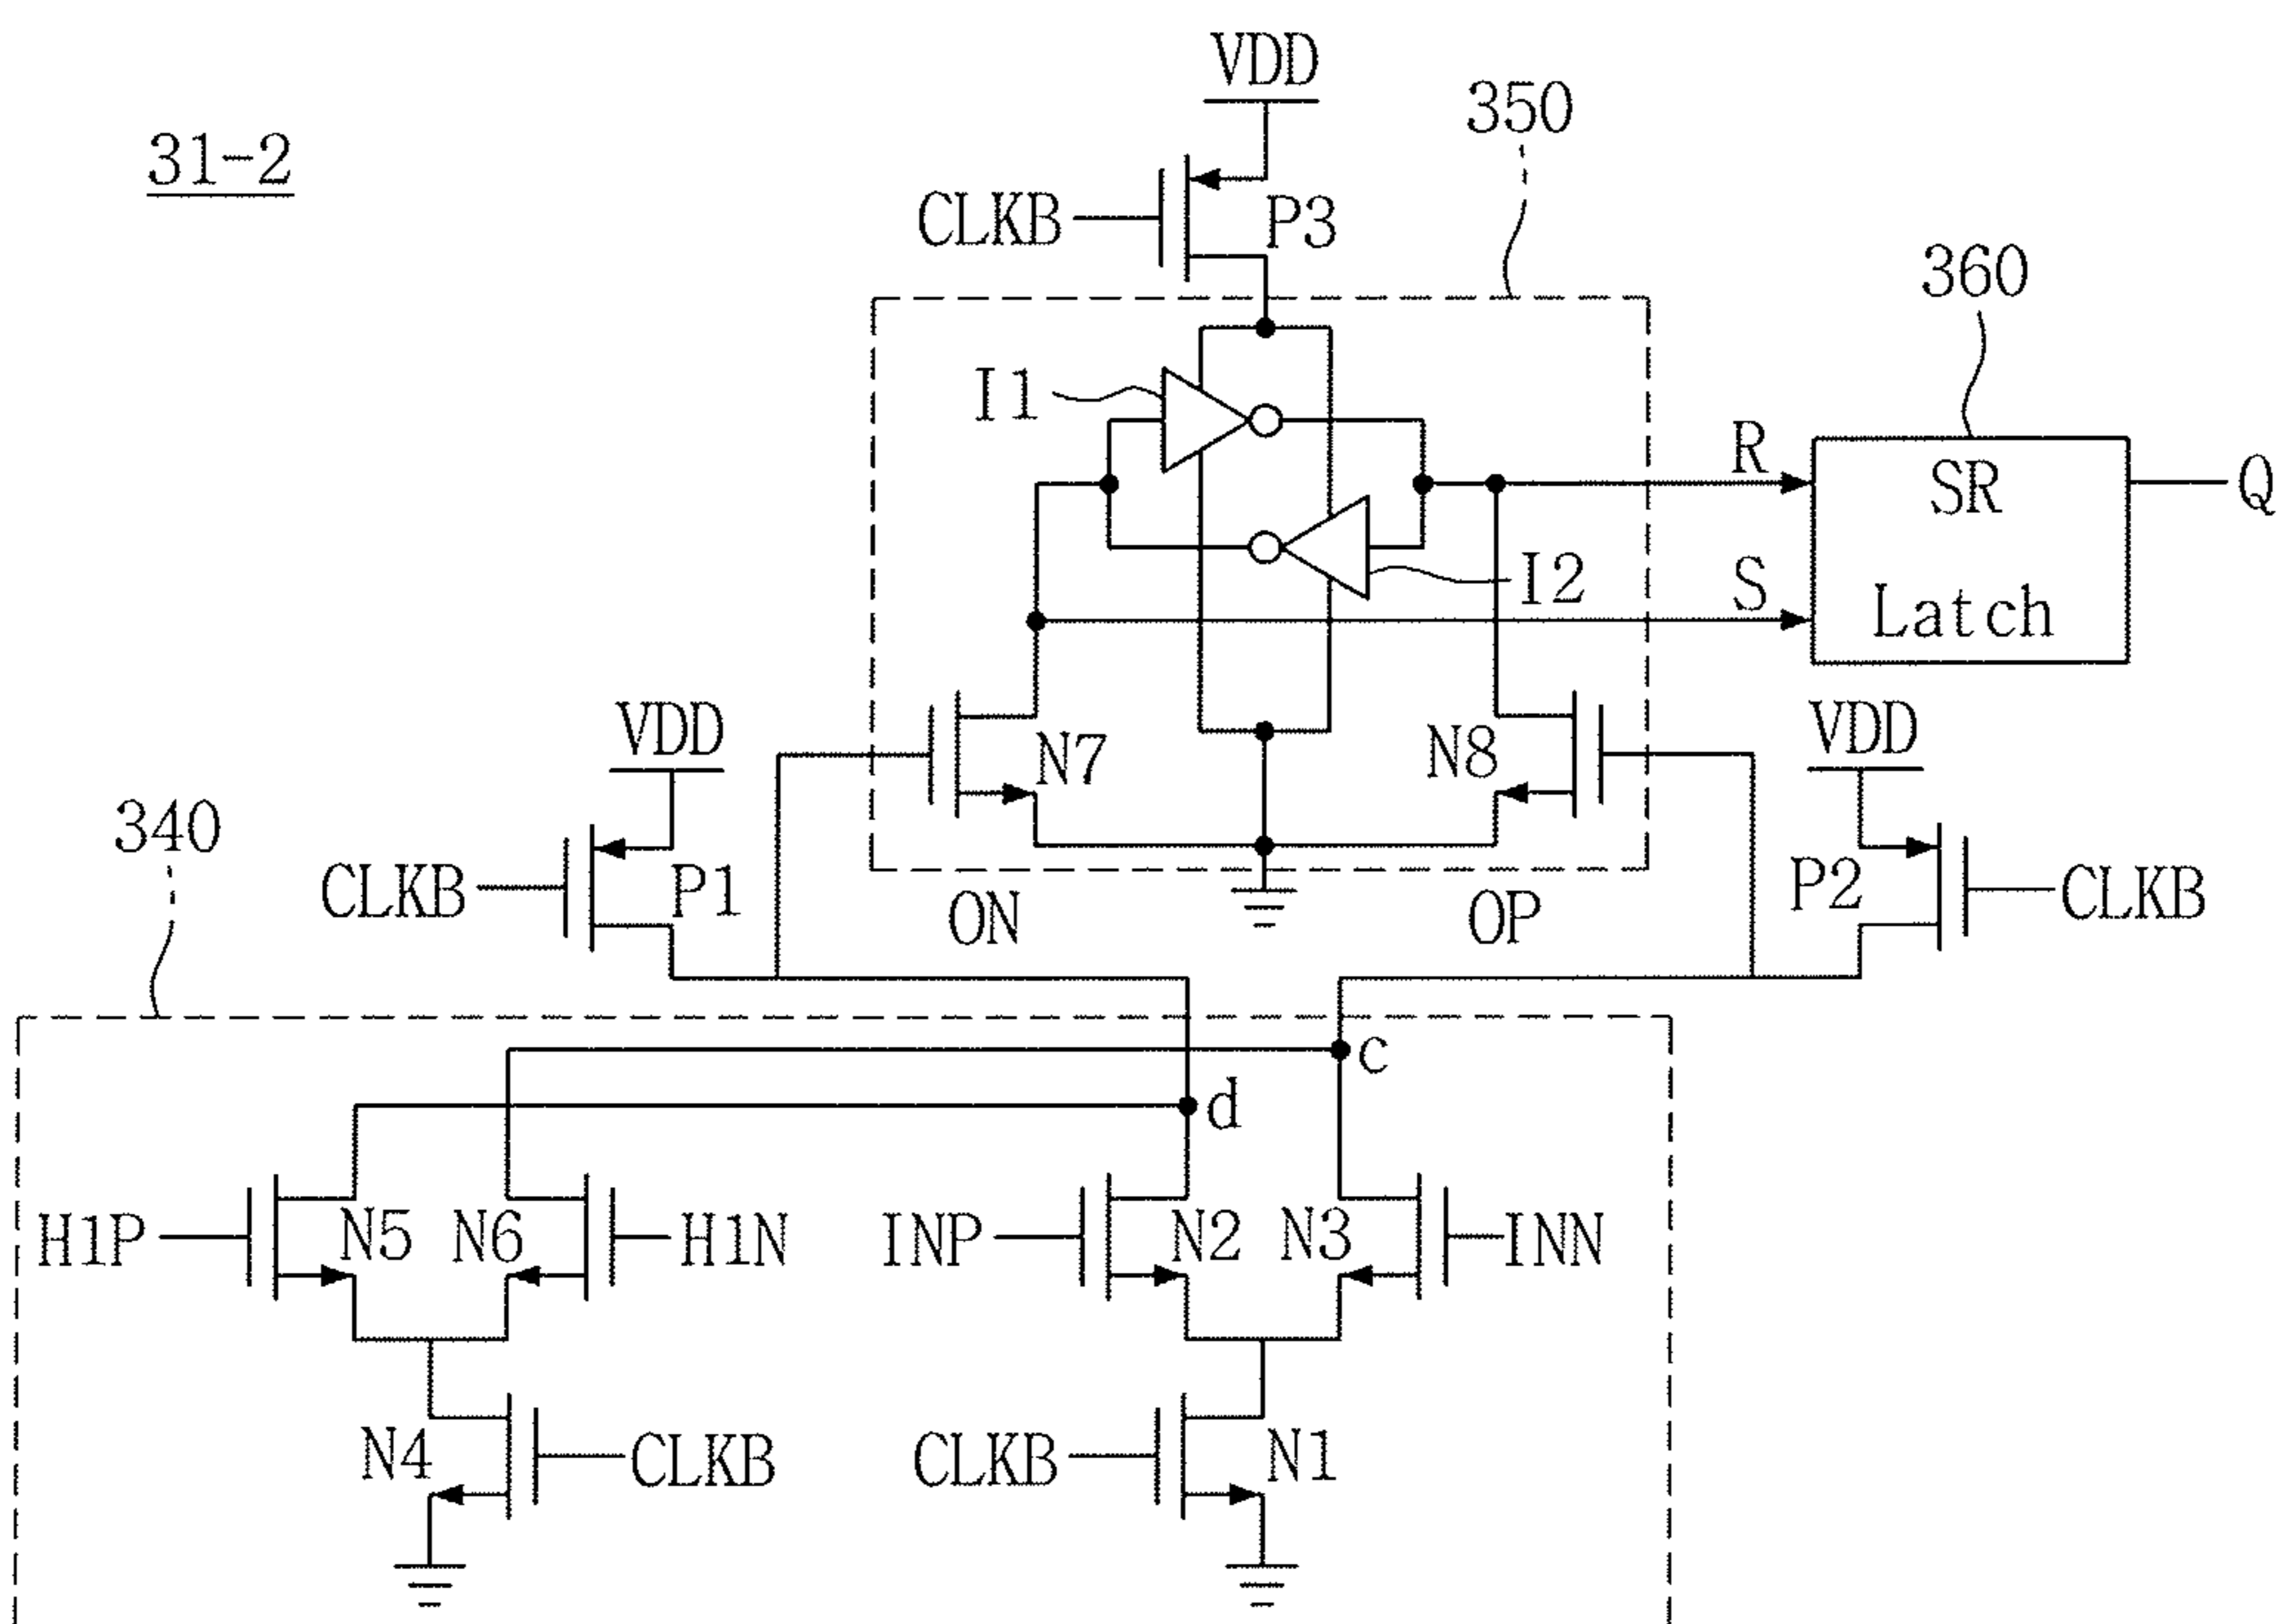 VDD
350
31-2
CLKB
P3
360
I1
R
SR
Q
I2
S
Latch
VDD
N7
N8
VDD
340
CLKB
P1
ON
OP
P2
CLKB
c
d
H1P
N5
N6
H1N
INP
N2
N3
INN
N4
CLKB
CLKB
N1